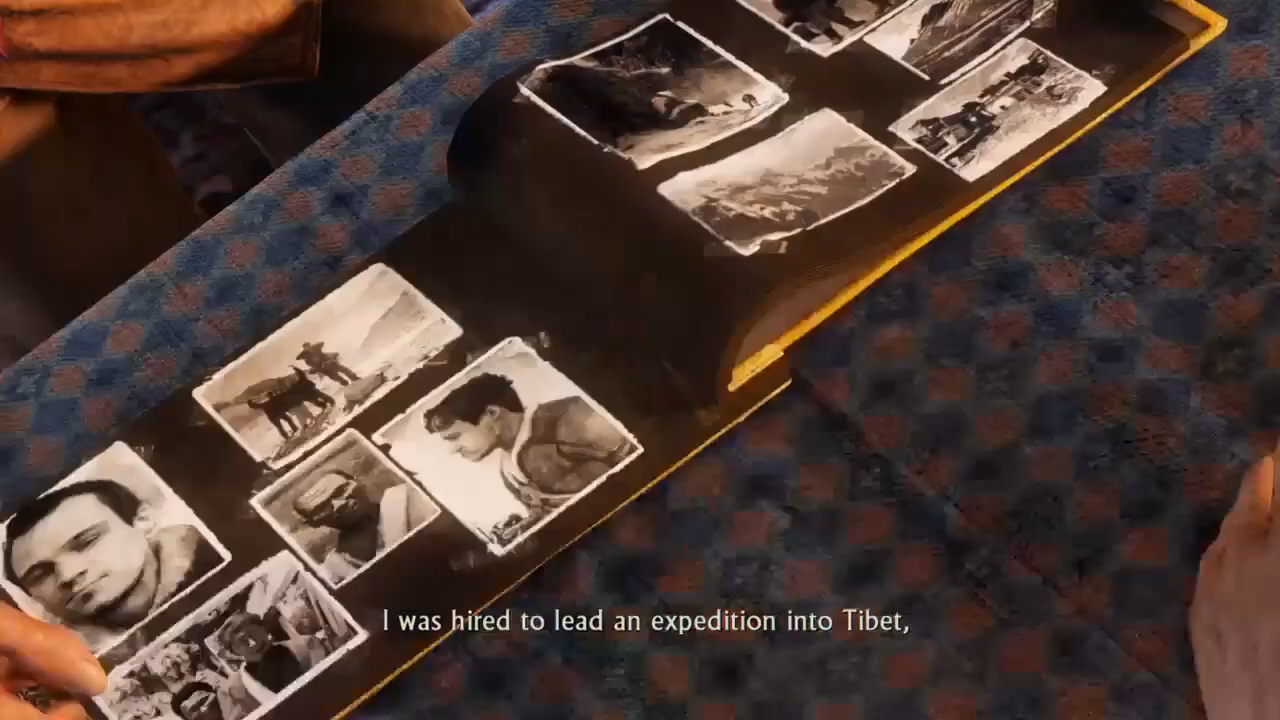 I was hired to lead an expedition into Tibet,